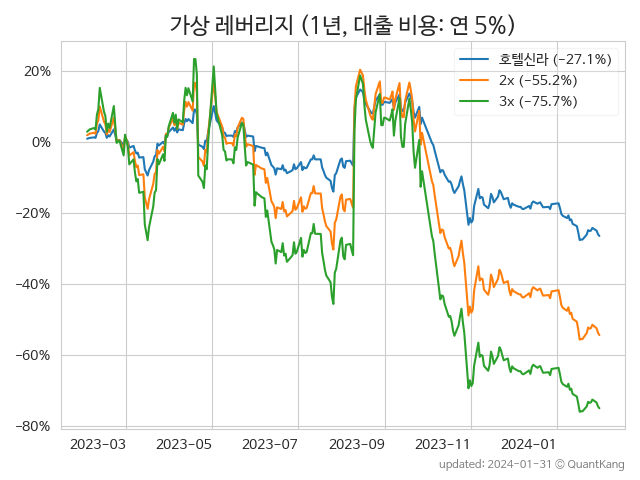 가상 레버리지 (1년, 대출 비용: 연 5%)
호텔신라 (−27.1%)
2x (−55.2%)
3x (−75.7%)
20%
0%
−20%
−40%
−60%
−80%
2023-03 2023-05 2023-07 2023-09 2023-11 2024-01
updated: 2024-01-31 © QuantKang